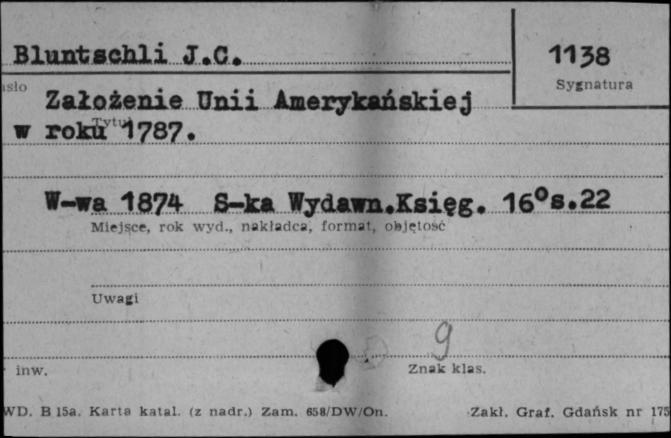 Bluntschli J.C.
1138
Sygnatura
Założenie Unii Amerykańskiej
w roku 1787.
Tytuł
W-wa 1874 S-ka Wydawn.Księg. 16° s.22
Miejsce, rok wyd., nakładca, format, objętość
Uwagi
9
inw.
Znak klas.
WD. B 15a. Karta katal. (z nadr.) Zam. 658/DW/On.
Zakł. Graf. Gdańsk nr 175